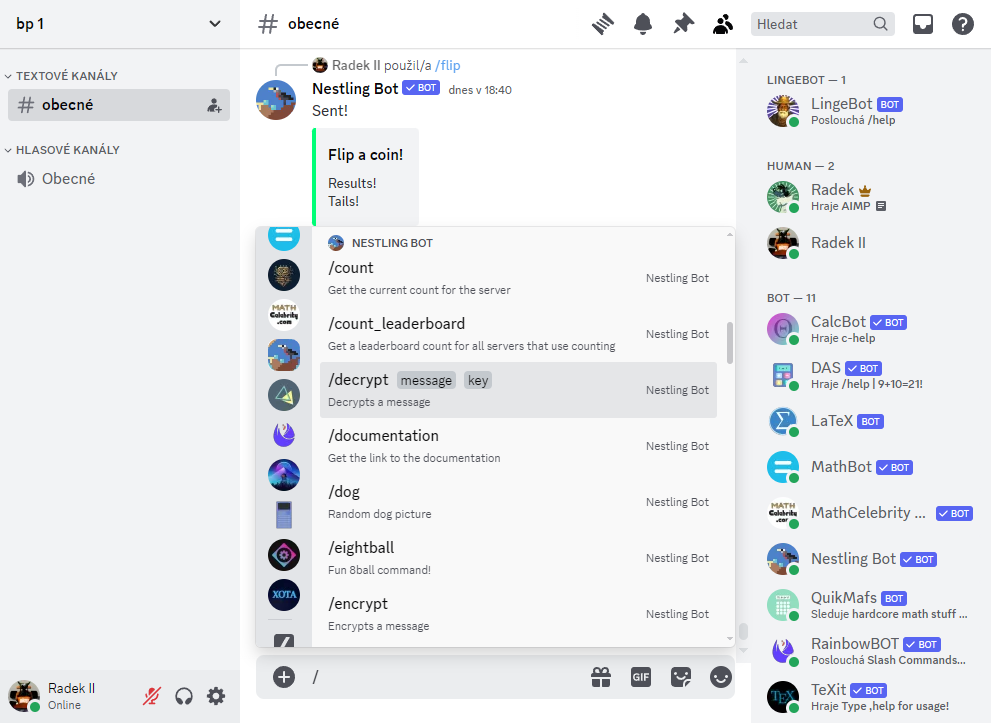 bp 1
obecné
Hledat
TEXTOVÉ KANÁLY
obecné
HLASOVÉ KANÁLY
Obecné
Radek II použil/a /flip
Nestling Bot BOT dnes v 18:40
Sent!
Flip a coin!
Results!
Tails!
NESTLING BOT
/count
Get the current count for the server
Nestling Bot
/count_leaderboard
Get a leaderboard count for all servers that use counting
Nestling Bot
/decrypt message key
Decrypts a message
Nestling Bot
/documentation
Get the link to the documentation
Nestling Bot
/dog
Random dog picture
Nestling Bot
/eightball
Fun 8ball command!
Nestling Bot
/encrypt
Encrypts a message
Nestling Bot
MATH
Celebrity
.com
XOTA
/
GIF
LINGEBOT — 1
LingeBot BOT
Poslouchá /help
HUMAN — 2
Radek
Hraje AIMP
Radek II
BOT — 11
CalcBot BOT
Hraje c-help
DAS BOT
Hraje /help | 9+10=21!
LaTeX BOT
MathBot BOT
MATH
Celebrity
.com
MathCelebrity ... BOT
Nestling Bot BOT
QuikMafs BOT
Sleduje hardcore math stuff ...
RainbowBOT BOT
Poslouchá Slash Commands...
TEX
TeXit BOT
Hraje Type ,help for usage!
Radek II
Online